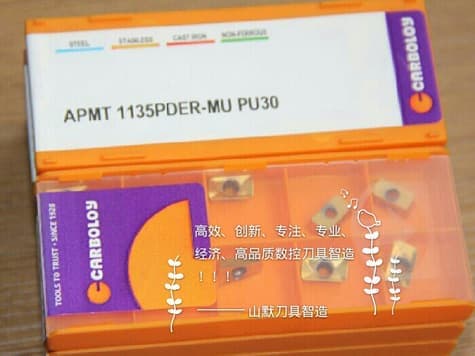 STEEL
STAINLESS
CAST IRON
NON-FERROUS
CARBOLOY
APMT 1135PDER-MU PU30
TOOLS TO TRUST · SINCE 1928
CARBOLOY
高效、创新、专注、专业、
经济、高品质数控刀具智造
！！！
———山默刀具智造